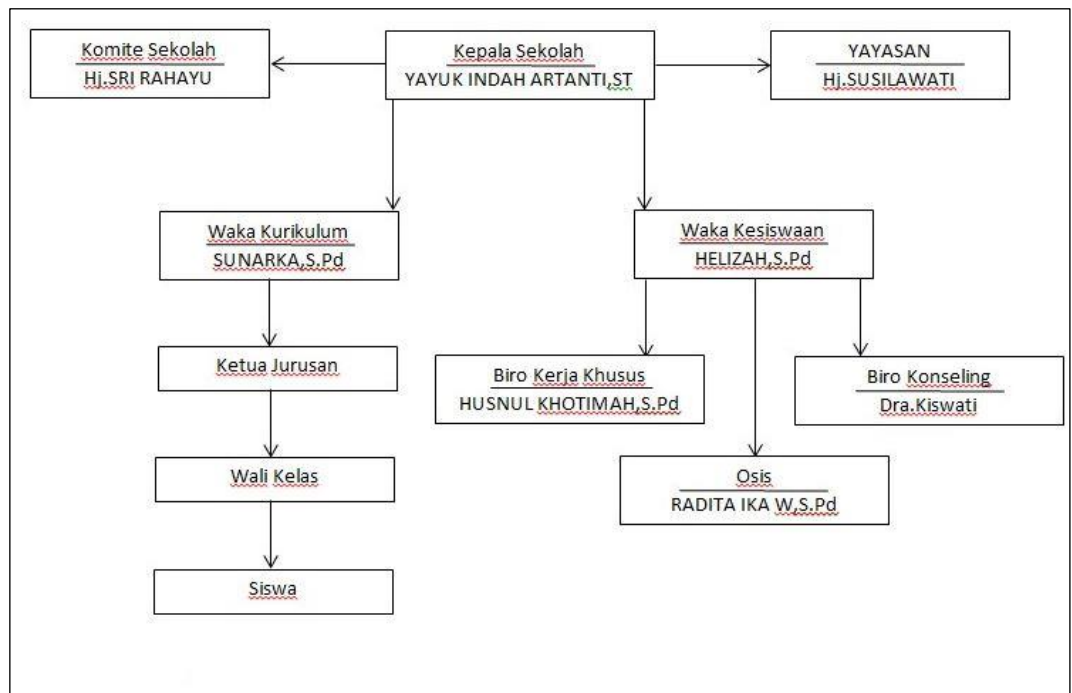 Komite Sekolah
Hj.SRI RAHAYU
Kepala Sekolah
YAYUK INDAH ARTANTI,ST
YAYASAN
Hj.SUSILAWATI
Waka Kurikulum
SUNARKA,S.Pd
Waka Kesiswaan
HELIZAH,S.Pd
Ketua Jurusan
Biro Kerja Khusus
HUSNUL KHOTIMAH,S.Pd
Biro Konseling
Dra.Kiswati
Wali Kelas
Osis
RADITA IKA W,S.Pd
Siswa